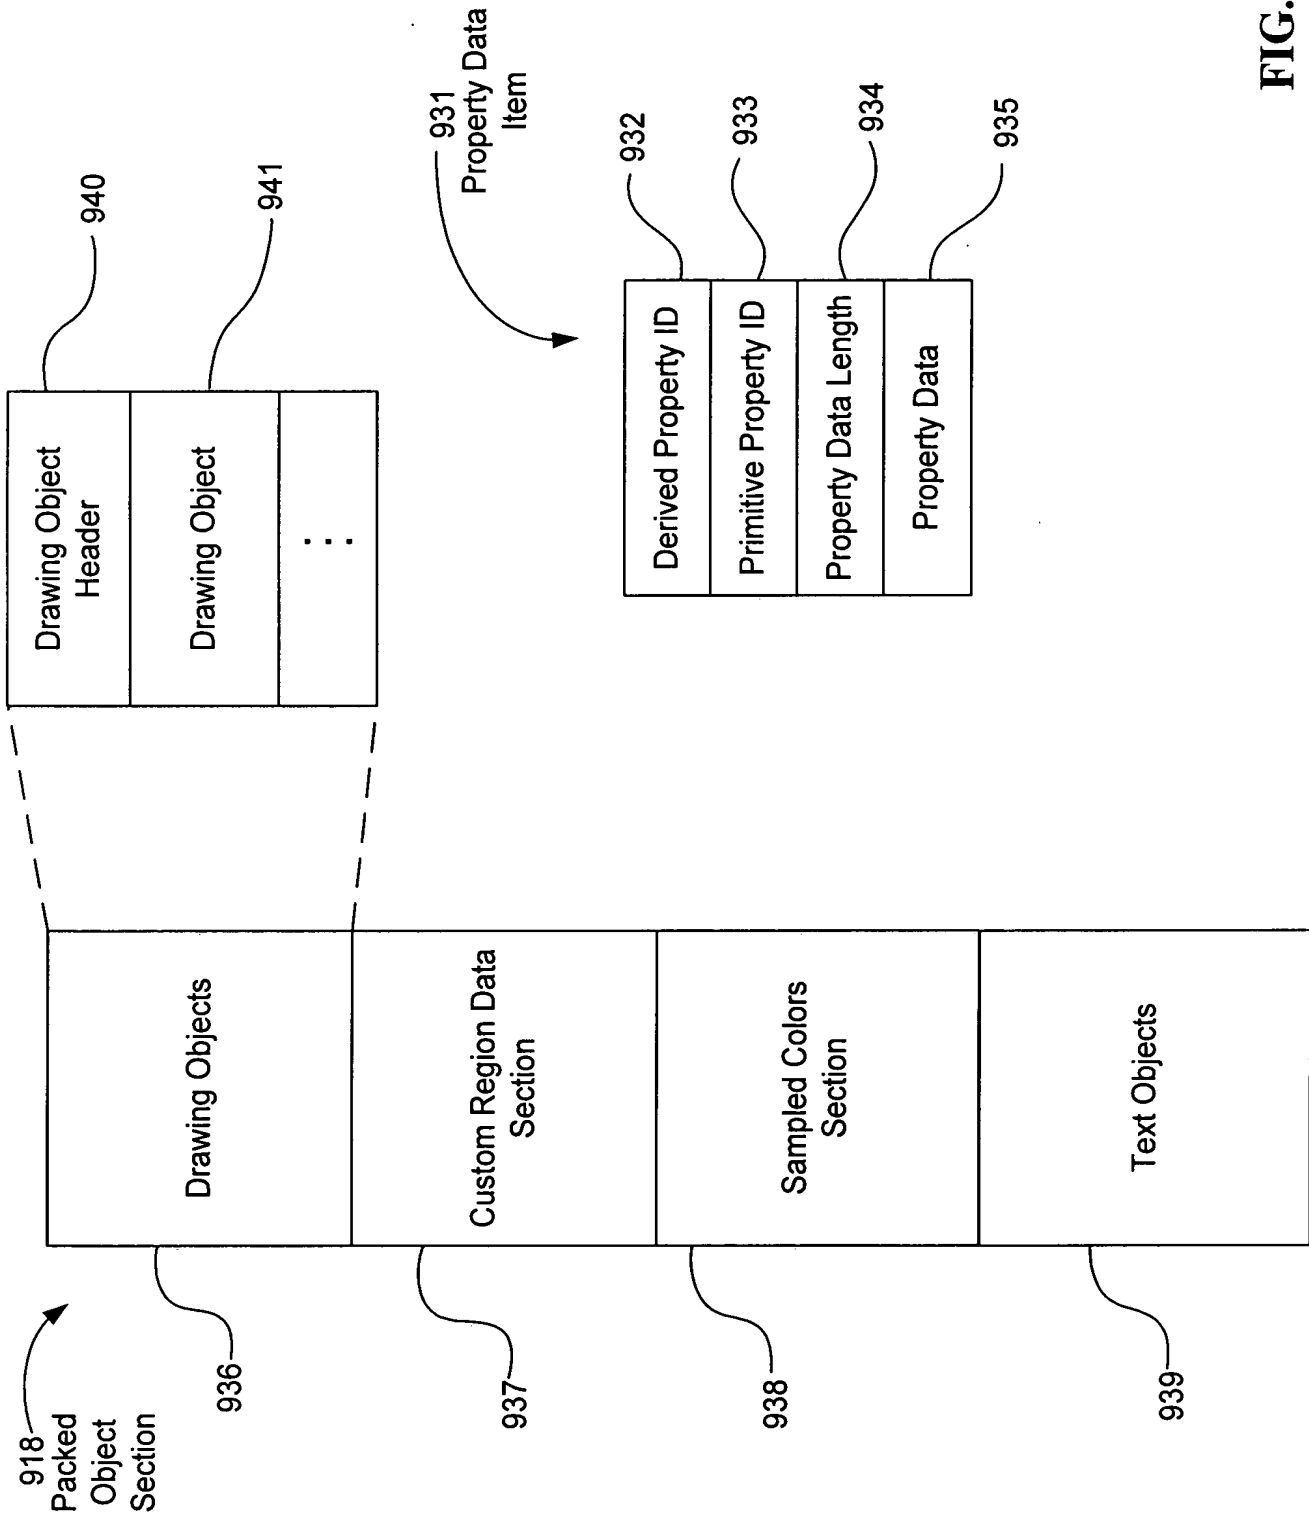 918
Packed
Object
Section
936
Drawing Objects
937
Custom Region Data
Section
938
Sampled Colors
Section
939
Text Objects
940
Drawing Object
Header
941
Drawing Object
...
931
Property Data
Item
932
Derived Property ID
933
Primitive Property ID
934
Property Data Length
935
Property Data
FIG.